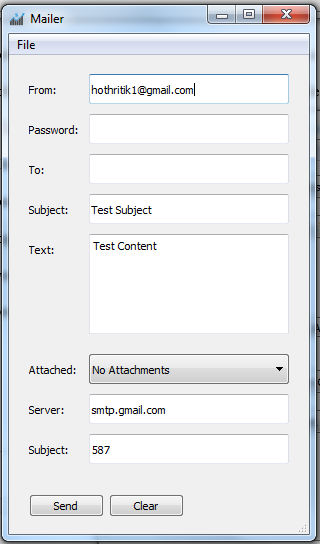 Mailer
File
From: hothritik1@gmail.com
Password:
To:
Subject: Test Subject
Text: Test Content
Attached: No Attachments
Server: smtp.gmail.com
Subject: 587
Send Clear